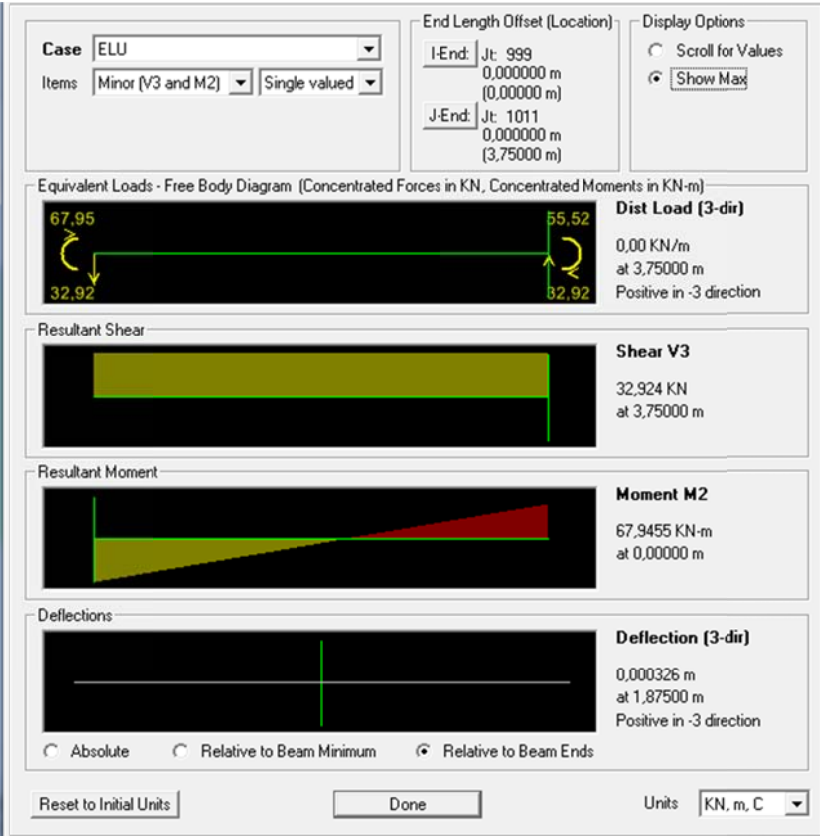 Case ELU
Items Minor (V3 and M2) Single valued
End Length Offset (Location)
I-End: Jt: 999
0,000000 m
(0,00000 m)
J-End: Jt: 1011
0,000000 m
(3,75000 m)
Display Options
Scroll for Values
Show Max
Equivalent Loads - Free Body Diagram (Concentrated Forces in KN, Concentrated Moments in KN-m)
67,95
55,52
32,92
32,92
Dist Load (3-dir)
0,00 KN/m
at 3,75000 m
Positive in -3 direction
Resultant Shear
Shear V3
32,924 KN
at 3,75000 m
Resultant Moment
Moment M2
67,9455 KN-m
at 0,00000 m
Deflections
Deflection (3-dir)
0,000326 m
at 1,87500 m
Positive in -3 direction
Absolute Relative to Beam Minimum Relative to Beam Ends
Reset to Initial Units Done Units KN, m, C